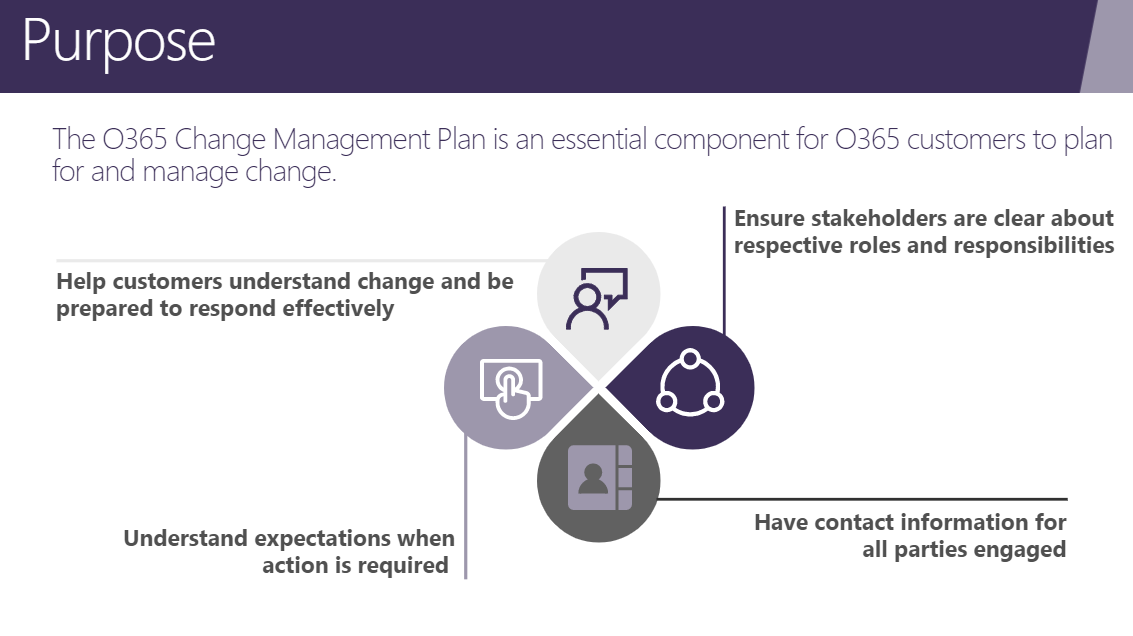 Purpose
The O365 Change Management Plan is an essential component for O365 customers to plan
for and manage change.
Ensure stakeholders are clear about
respective roles and responsibilities
Help customers understand change and be
prepared to respond effectively
Understand expectations when
action is required
Have contact information for
all parties engaged